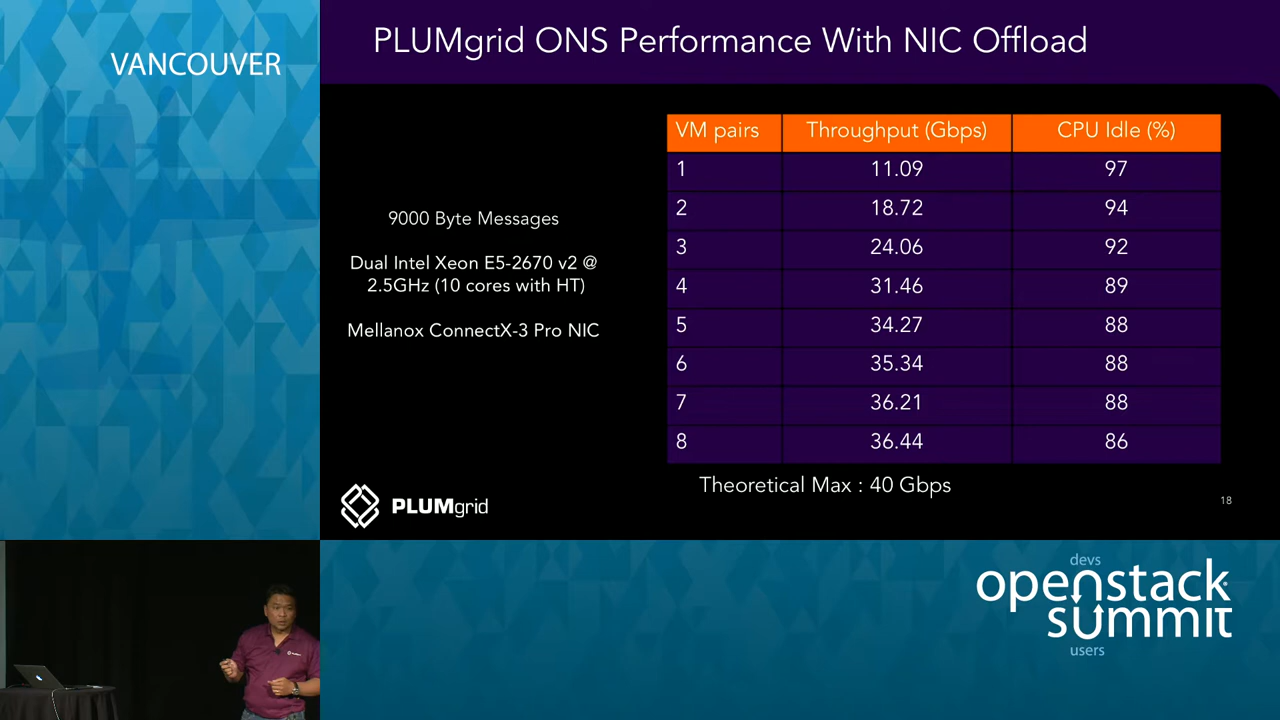 VANCOUVER
PLUMgrid ONS Performance With NIC Offload
9000 Byte Messages
Dual Intel Xeon E5-2670 v2 @
2.5GHz (10 cores with HT)
Mellanox ConnectX-3 Pro NIC
VM pairs Throughput (Gbps) CPU Idle (%)
1 11.09 97
2 18.72 94
3 24.06 92
4 31.46 89
5 34.27 88
6 35.34 88
7 36.21 88
8 36.44 86
Theoretical Max : 40 Gbps
PLUMgrid
18
devs
openstack
summit
users